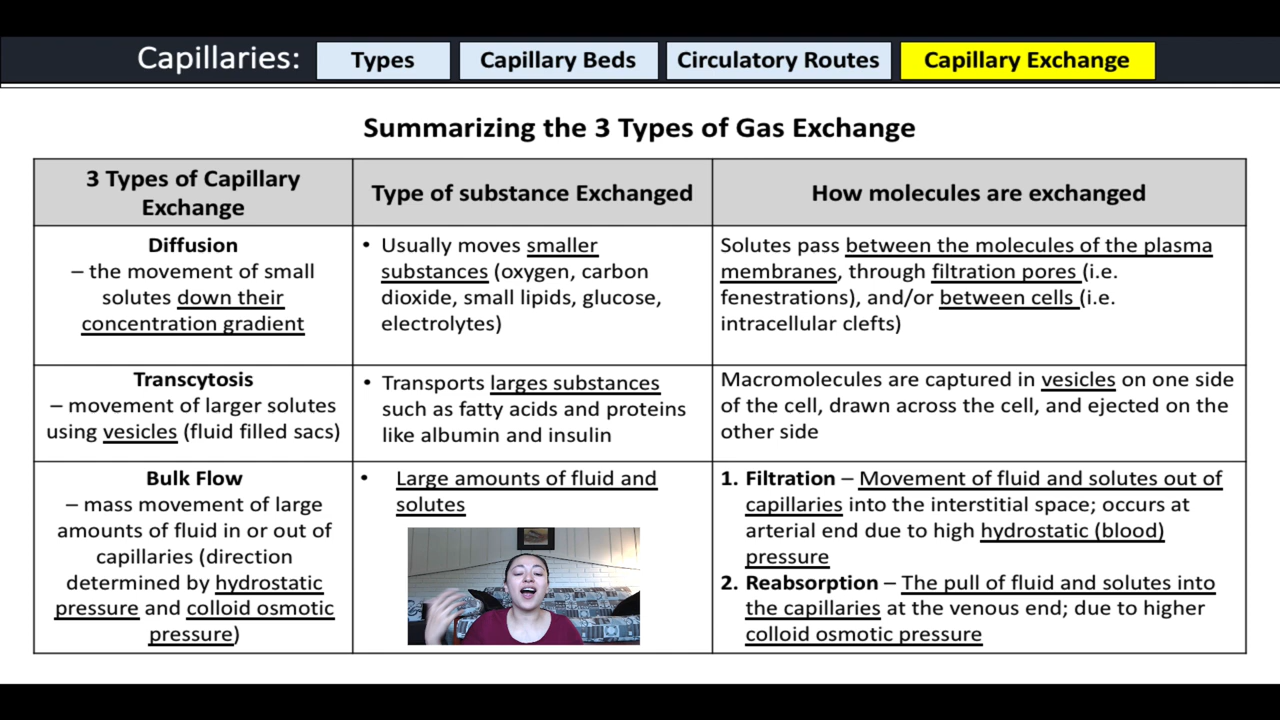 Capillaries:
Types
Capillary Beds
Circulatory Routes
Capillary Exchange
Summarizing the 3 Types of Gas Exchange
3 Types of Capillary
Exchange
Type of substance Exchanged
How molecules are exchanged
Diffusion
– the movement of small
solutes down their
concentration gradient
• Usually moves smaller
substances (oxygen, carbon
dioxide, small lipids, glucose,
electrolytes)
Solutes pass between the molecules of the plasma
membranes, through filtration pores (i.e.
fenestrations), and/or between cells (i.e.
intracellular clefts)
Transcytosis
– movement of larger solutes
using vesicles (fluid filled sacs)
• Transports larges substances
such as fatty acids and proteins
like albumin and insulin
Macromolecules are captured in vesicles on one side
of the cell, drawn across the cell, and ejected on the
other side
Bulk Flow
– mass movement of large
amounts of fluid in or out of
capillaries (direction
determined by hydrostatic
pressure and colloid osmotic
pressure)
• Large amounts of fluid and
solutes
1. Filtration – Movement of fluid and solutes out of
capillaries into the interstitial space; occurs at
arterial end due to high hydrostatic (blood)
pressure
2. Reabsorption – The pull of fluid and solutes into
the capillaries at the venous end; due to higher
colloid osmotic pressure